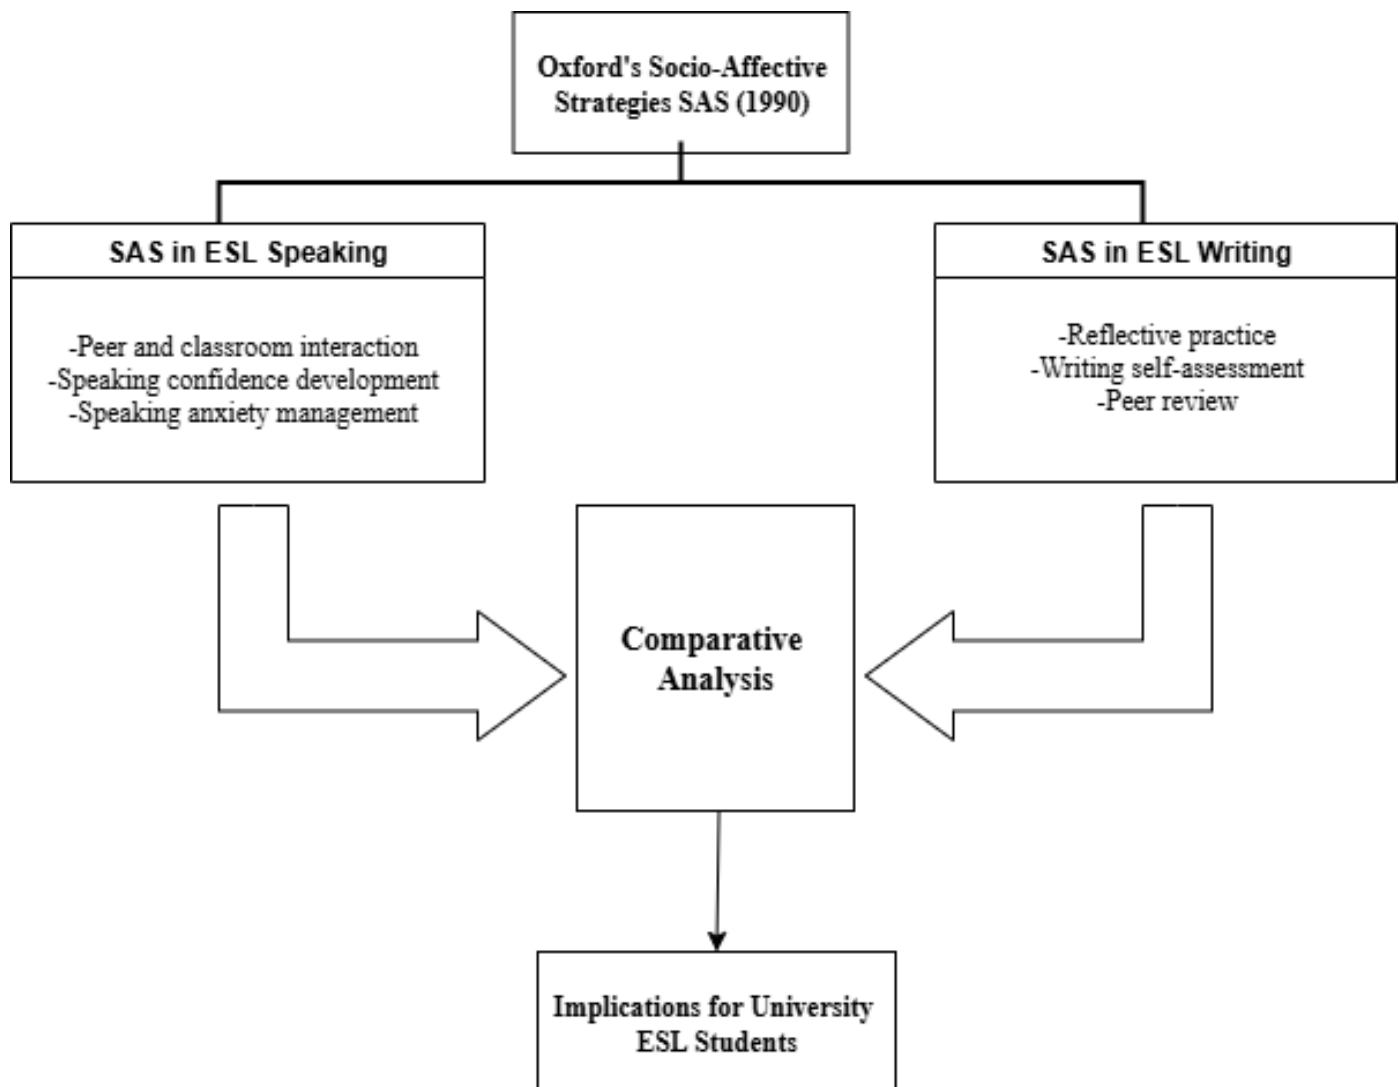 Oxford's Socio-Affective
Strategies SAS (1990)
SAS in ESL Speaking
-Peer and classroom interaction
-Speaking confidence development
-Speaking anxiety management
SAS in ESL Writing
-Reflective practice
-Writing self-assessment
-Peer review
Comparative
Analysis
Implications for University
ESL Students